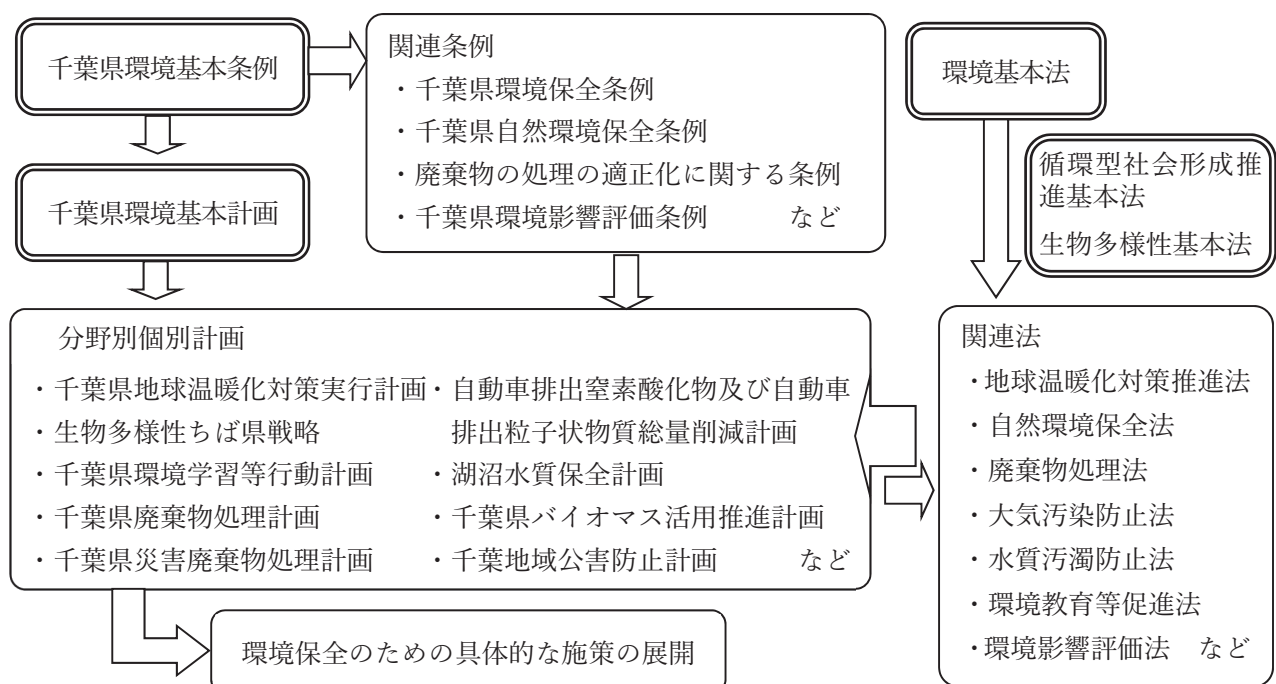 千葉県環境基本条例
関連条例
・千葉県環境保全条例
・千葉県自然環境保全条例
・廃棄物の処理の適正化に関する条例
・千葉県環境影響評価条例　など
環境基本法
循環型社会形成推
進基本法
生物多様性基本法
千葉県環境基本計画
分野別個別計画
・千葉県地球温暖化対策実行計画
・生物多様性ちば県戦略
・千葉県環境学習等行動計画
・千葉県廃棄物処理計画
・千葉県災害廃棄物処理計画
・自動車排出窒素酸化物及び自動車
排出粒子状物質総量削減計画
・湖沼水質保全計画
・千葉県バイオマス活用推進計画
・千葉地域公害防止計画　など
関連法
・地球温暖化対策推進法
・自然環境保全法
・廃棄物処理法
・大気汚染防止法
・水質汚濁防止法
・環境教育等促進法
・環境影響評価法　など
環境保全のための具体的な施策の展開